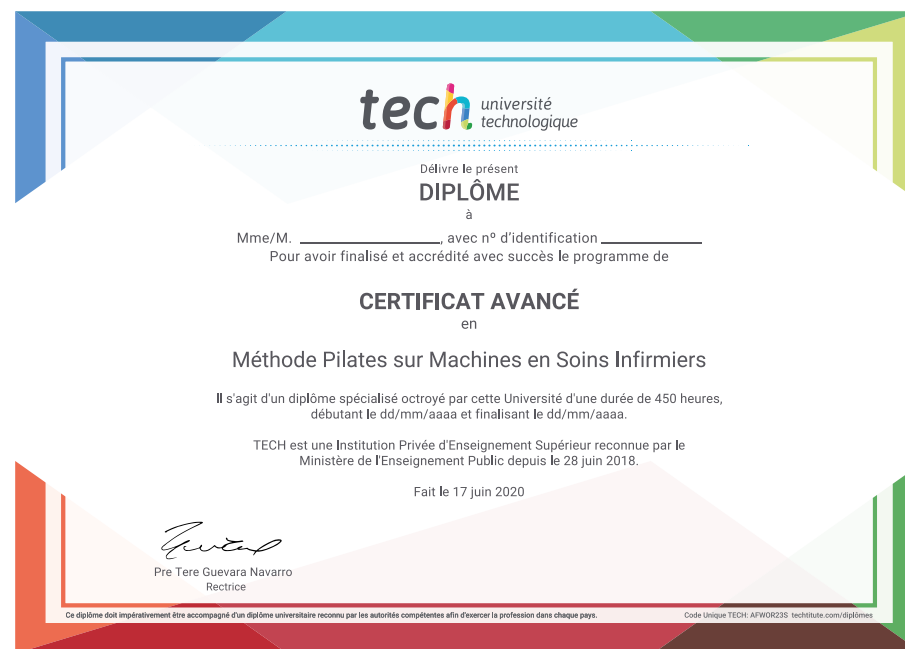 tech université
technologique
Délivre le présent
DIPLÔME
à
Mme/M. ____________________, avec nº d'identification ______________
Pour avoir finalisé et accrédité avec succès le programme de
CERTIFICAT AVANCÉ
en
Méthode Pilates sur Machines en Soins Infirmiers
Il s'agit d'un diplôme spécialisé octroyé par cette Université d'une durée de 450 heures,
débutant le dd/mm/aaaa et finalisant le dd/mm/aaaa.
TECH est une Institution Privée d'Enseignement Supérieur reconnue par le
Ministère de l'Enseignement Public depuis le 28 juin 2018.
Fait le 17 juin 2020
Pre Tere Guevara Navarro
Rectrice
Ce diplôme doit impérativement être accompagné d'un diplôme universitaire reconnu par les autorités compétentes afin d'exercer la profession dans chaque pays.
Code Unique TECH: AFWOR23S techtitute.com/diplômes